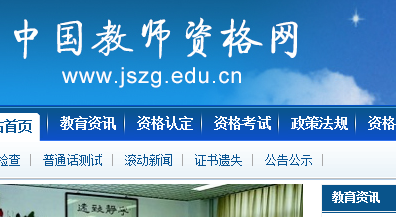 中国教师资格网
www.jszg.edu.cn
站首页 教育资讯 资格认定 资格考试 政策法规 资格
检查 普通话测试 滚动新闻 证书遗失 公告公示
教育资讯